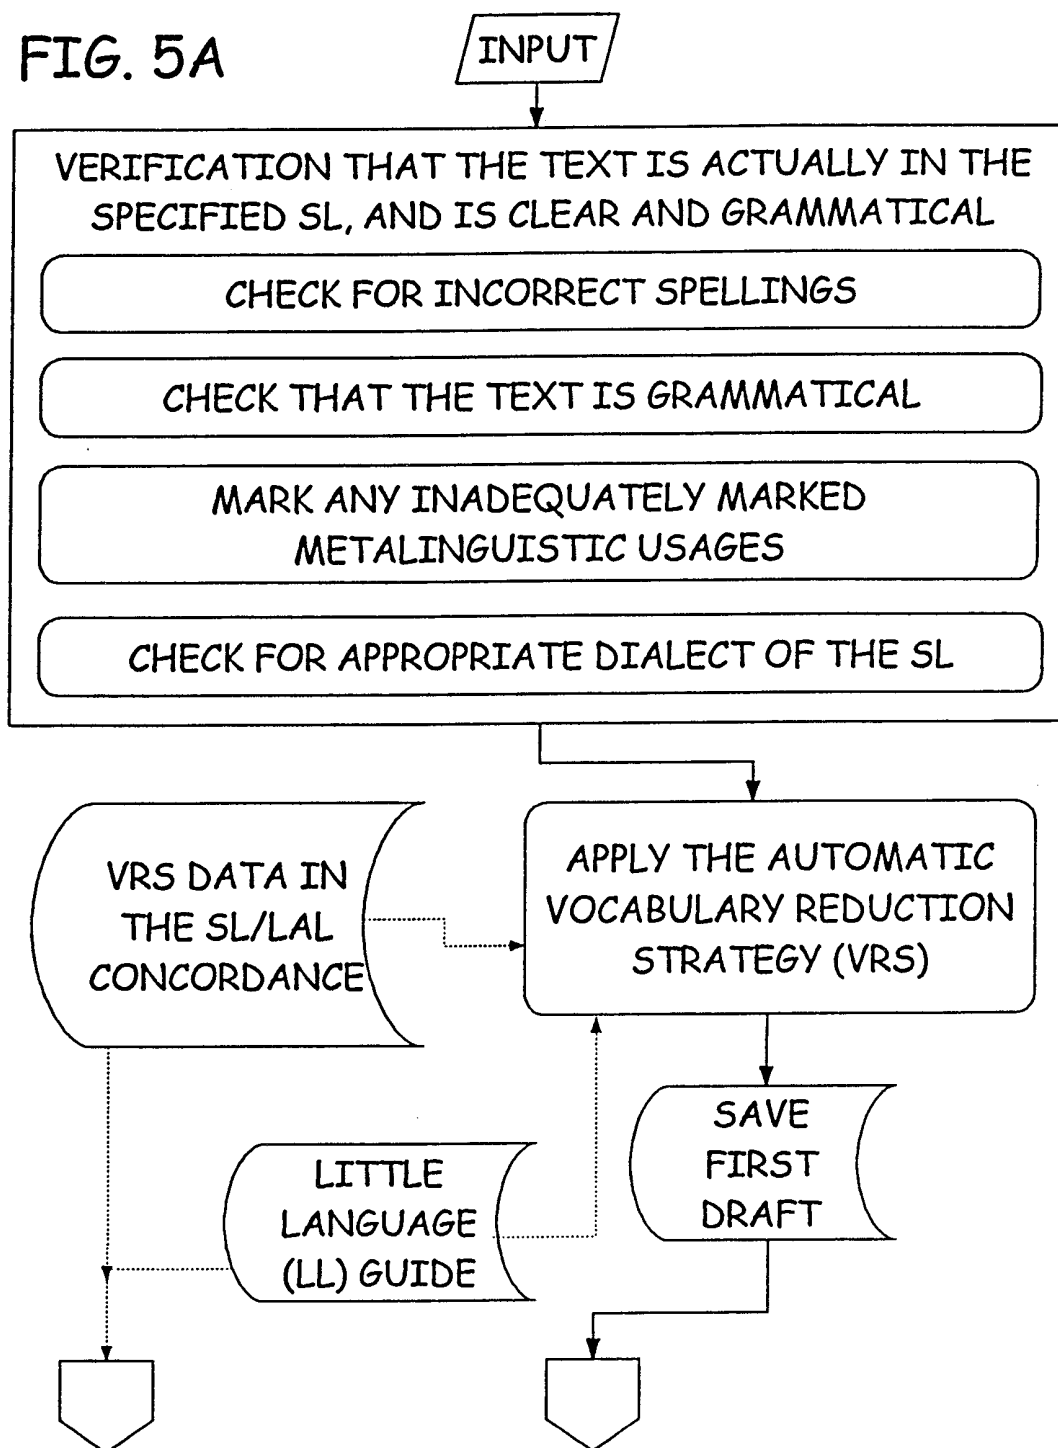 FIG. 5A
INPUT
VERIFICATION THAT THE TEXT IS ACTUALLY IN THE
SPECIFIED SL, AND IS CLEAR AND GRAMMATICAL
CHECK FOR INCORRECT SPELLINGS
CHECK THAT THE TEXT IS GRAMMATICAL
MARK ANY INADEQUATELY MARKED
METALINGUISTIC USAGES
CHECK FOR APPROPRIATE DIALECT OF THE SL
VRS DATA IN
THE SL/LAL
CONCORDANCE
APPLY THE AUTOMATIC
VOCABULARY REDUCTION
STRATEGY (VRS)
SAVE
FIRST
DRAFT
LITTLE
LANGUAGE
(LL) GUIDE